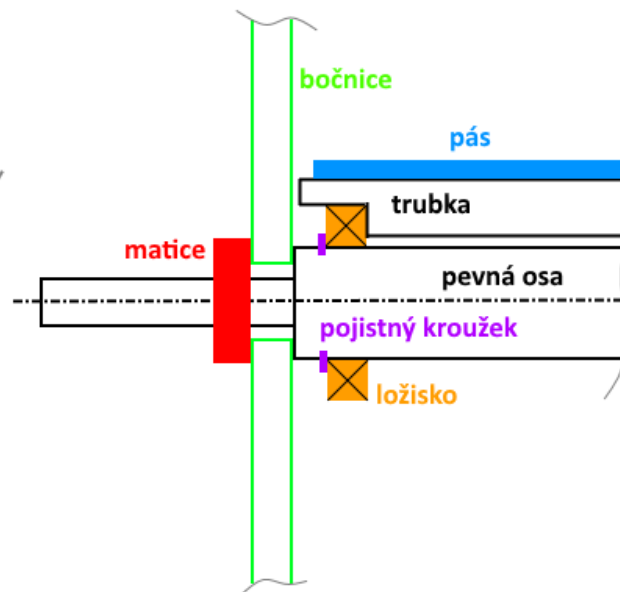 bočnice
pás
trubka
matice
pevná osa
pojistný kroužek
ložisko